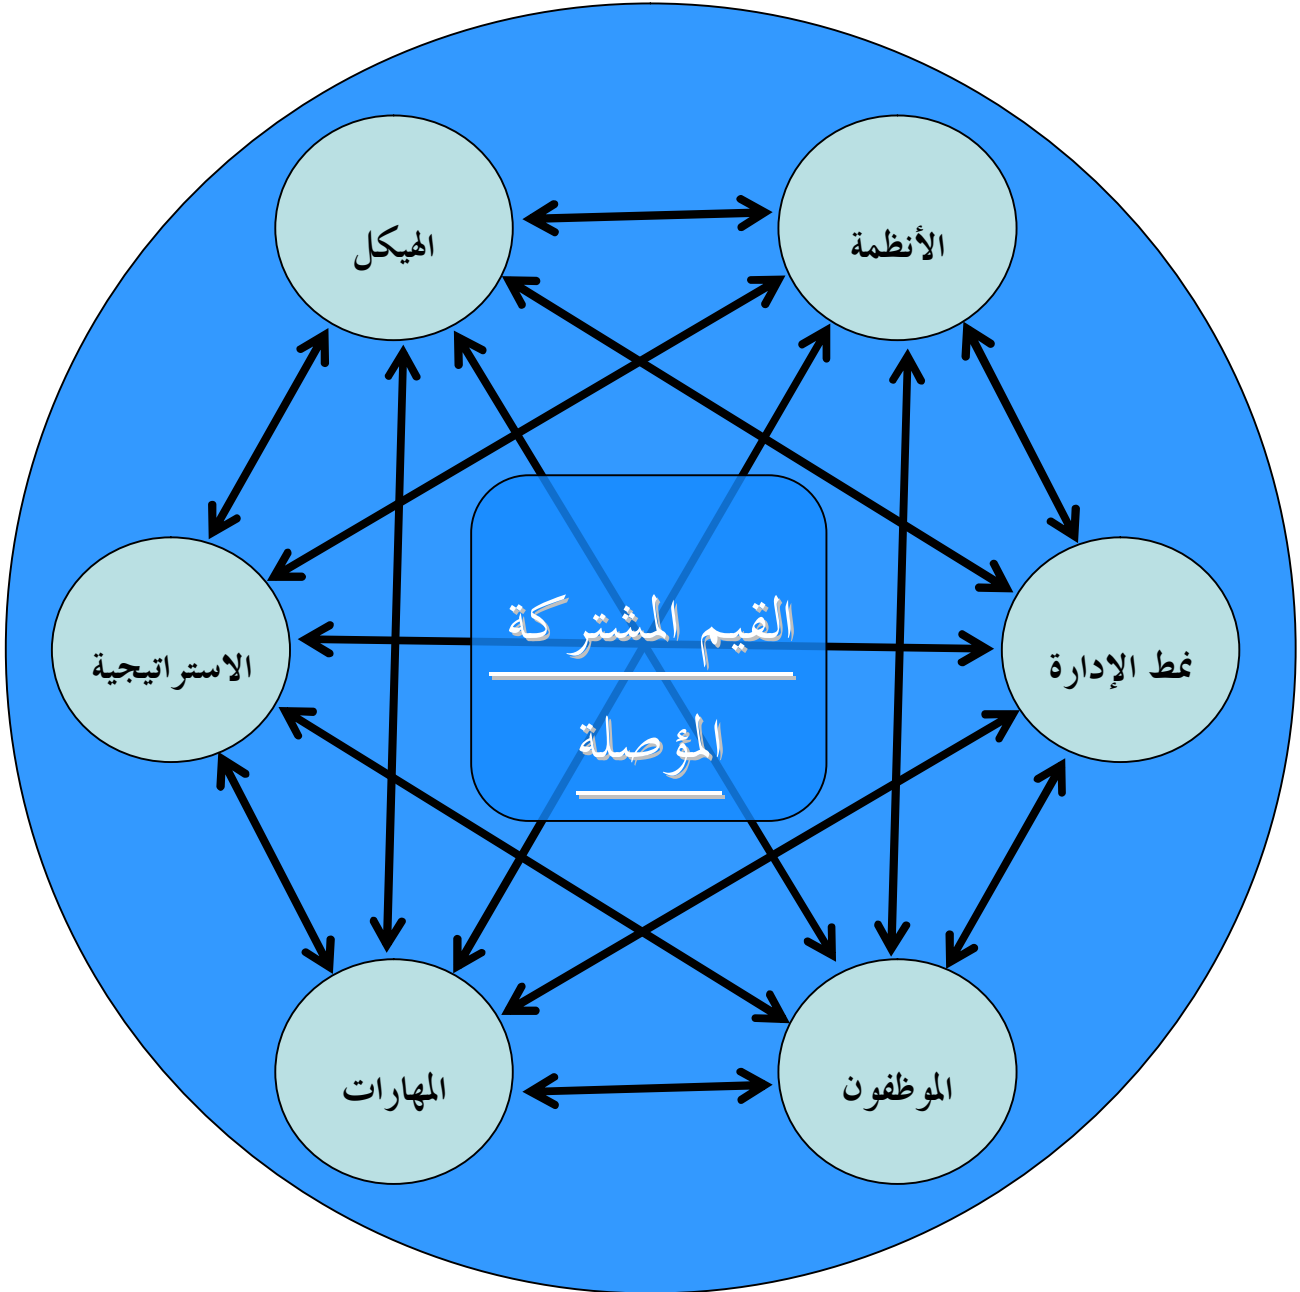 الأنظمة
الهيكل
القيم المشتركة
المؤصلة
نمط الإدارة
الاستراتيجية
الموظفون
المهارات